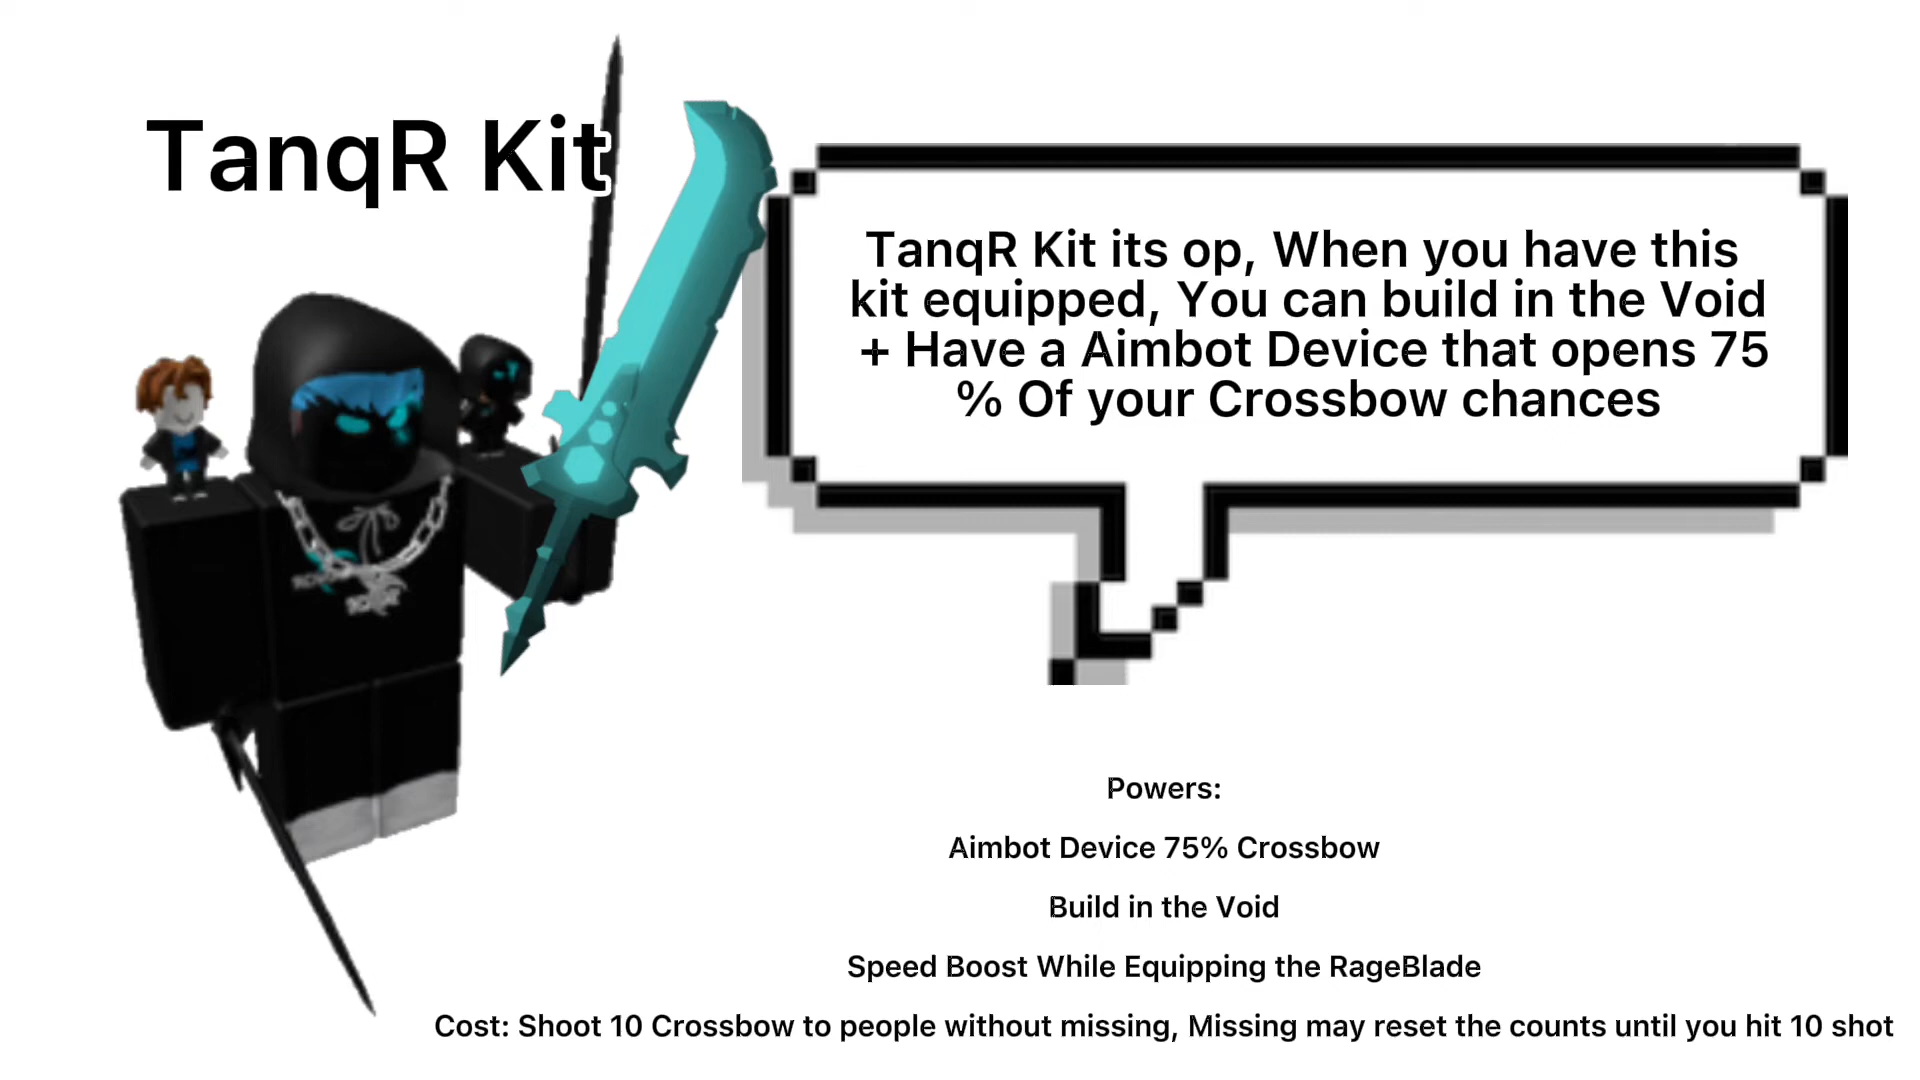 TanqR Kit
TanqR Kit its op, When you have this
kit equipped, You can build in the Void
+ Have a Aimbot Device that opens 75
% Of your Crossbow chances
Powers:
Aimbot Device 75% Crossbow
Build in the Void
Speed Boost While Equipping the RageBlade
Cost: Shoot 10 Crossbow to people without missing, Missing may reset the counts until you hit 10 shot